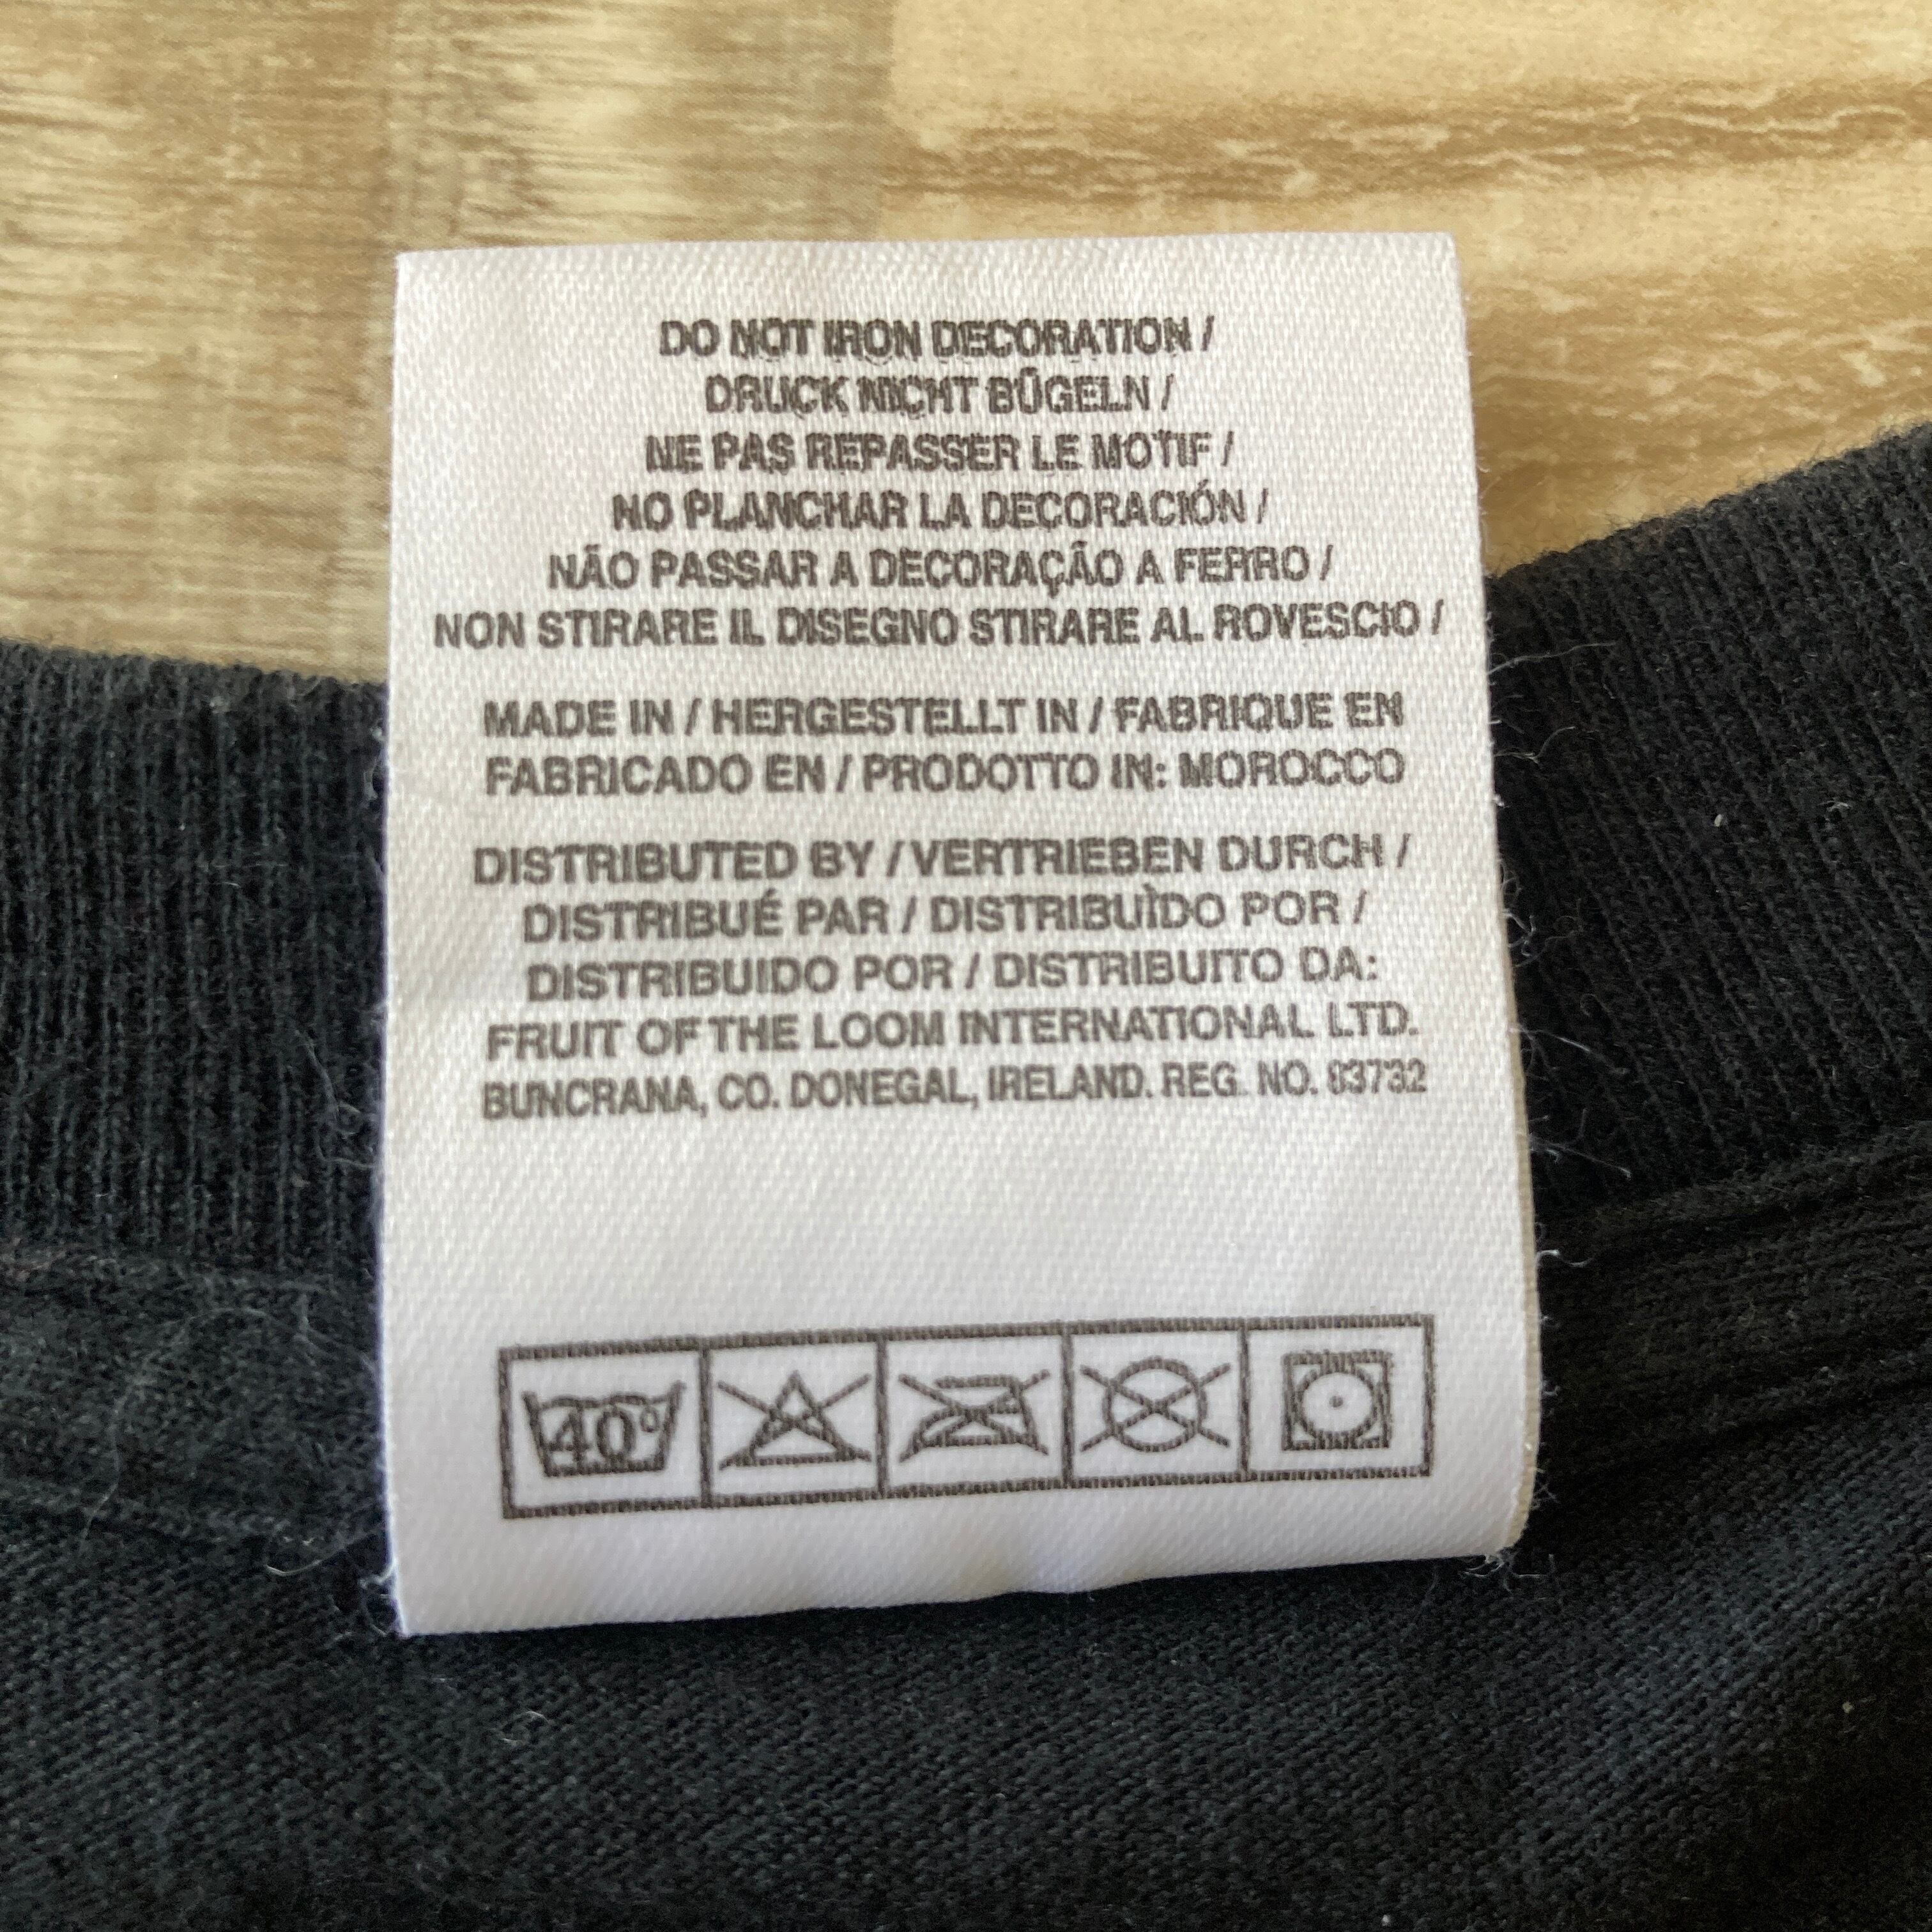 DO NOT IRON DECORATION /
DRUCK NICHT BÜGELN /
NE PAS REPASSER LE MOTIF /
NO PLANCHAR LA DECORACIÓN /
NÃO PASSAR A DECORAÇÃO A FERRO /
NON STIRARE IL DISEGNO STIRARE AL ROVESCIO /
MADE IN / HERGESTELLT IN / FABRIQUE EN
FABRICADO EN / PRODOTTO IN: MOROCCO
DISTRIBUTED BY / VERTRIEBEN DURCH /
DISTRIBUÉ PAR / DISTRIBUÌDO POR /
DISTRIBUIDO POR / DISTRIBUITO DA:
FRUIT OF THE LOOM INTERNATIONAL LTD.
BUNCRANA, CO. DONEGAL, IRELAND. REG. NO. 83732
40°